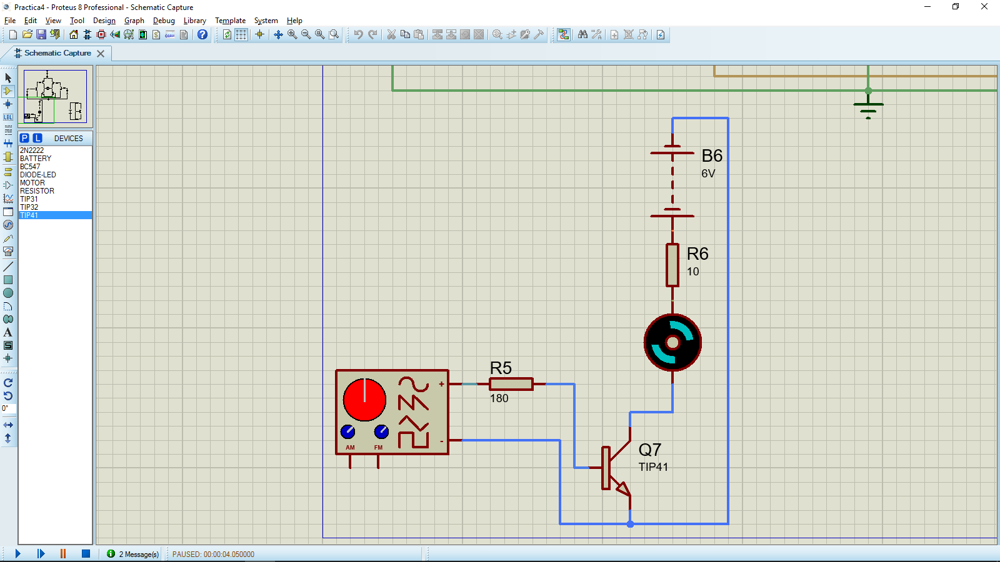 Practica4 - Proteus 8 Professional - Schematic Capture
File Edit View Tool Design Graph Debug Library Template System Help
Schematic Capture
P L DEVICES
2N2222
BATTERY
BC547
DIODE-LED
MOTOR
RESISTOR
TIP31
TIP32
TIP41
LBL
A
S
0°
B6
6V
R6
10
R5
180
+
-
AM FM
Q7
TIP41
2 Message(s) PAUSED: 00:00:04.050000